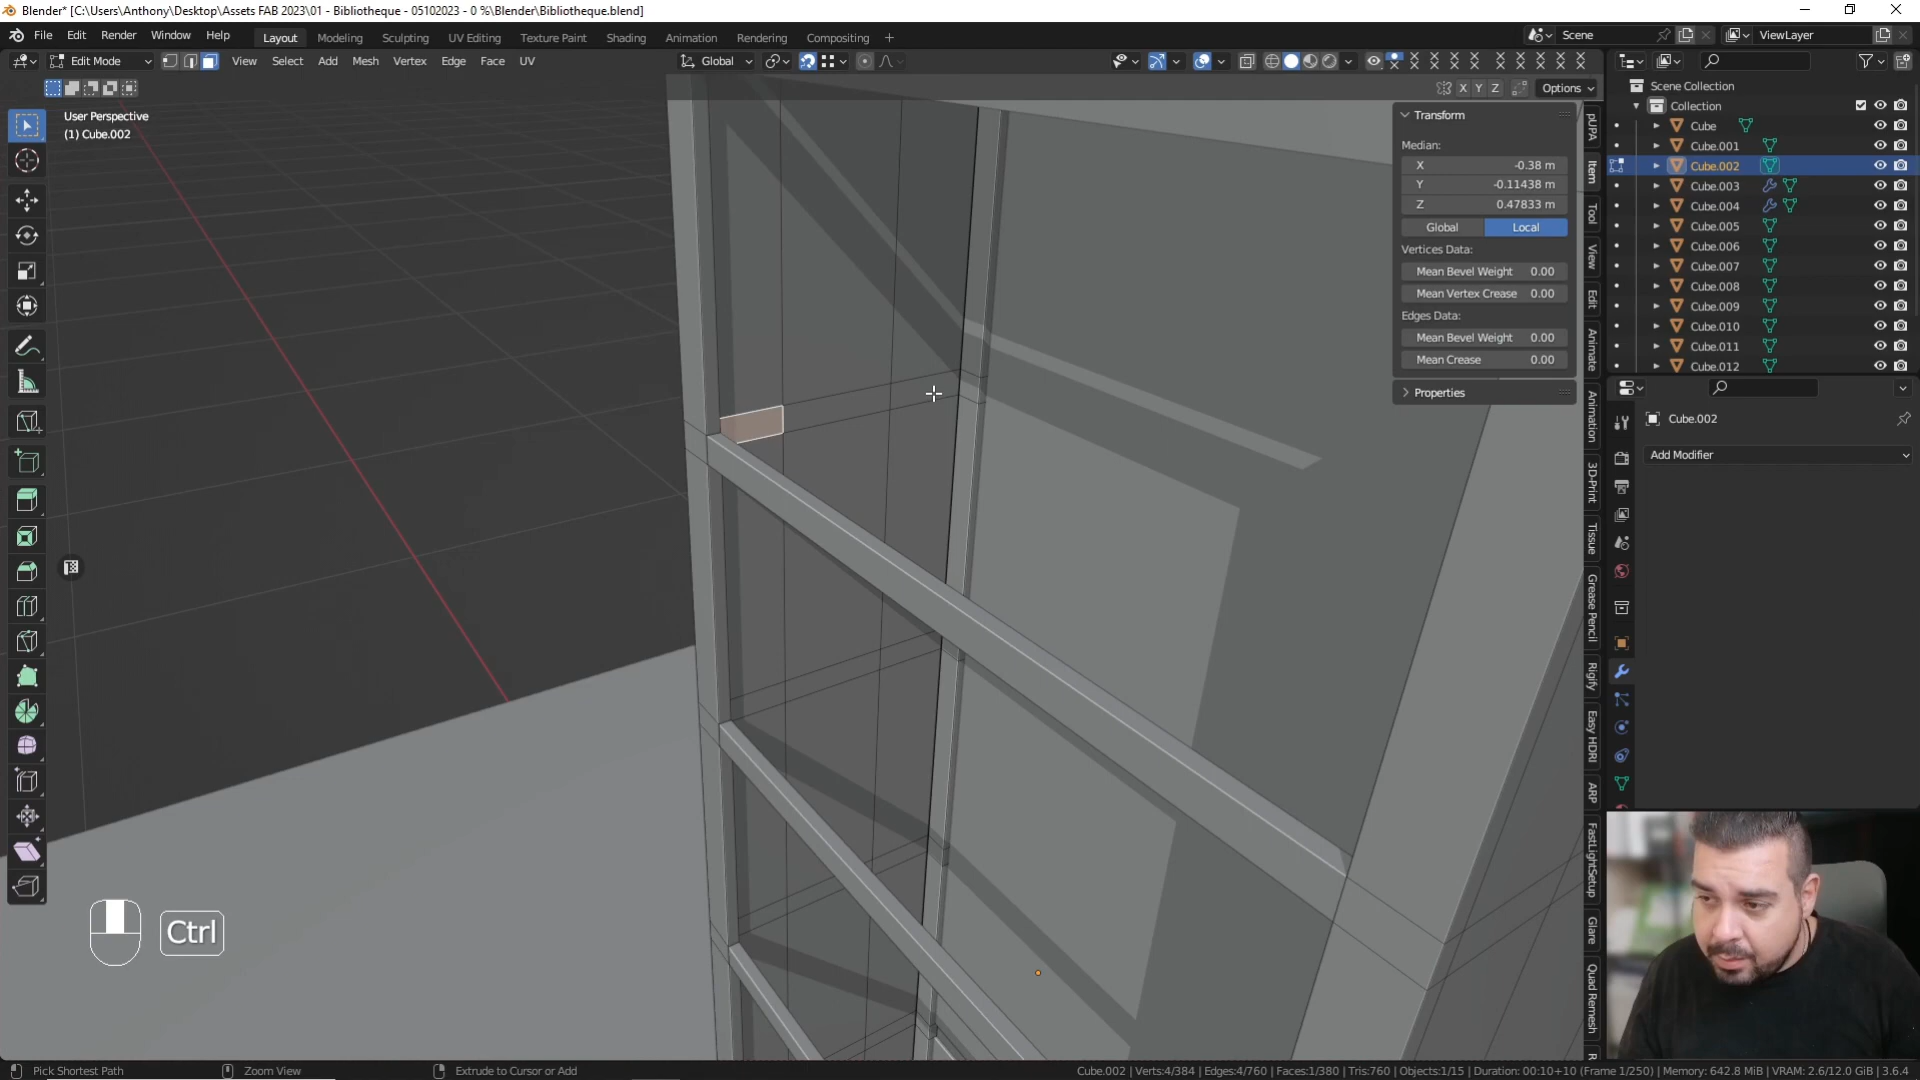 Blender* [C:\Users\Anthony\Desktop\Assets FAB 2023\01 - Bibliotheque - 05102023 - 0 %\Blender\Bibliotheque.blend]
File Edit Render Window Help Layout Modeling Sculpting UV Editing Texture Paint Shading Animation Rendering Compositing + Scene ViewLayer
Edit Mode View Select Add Mesh Vertex Edge Face UV Global
X Y Z Options
User Perspective
(1) Cube.002
Transform
Median:
X -0.38 m
Y -0.11438 m
Z 0.47833 m
Global Local
Vertices Data:
Mean Bevel Weight 0.00
Mean Vertex Crease 0.00
Edges Data:
Mean Bevel Weight 0.00
Mean Crease 0.00
Properties
pUPA
Item
Tool
View
Edit
Animate
Animation
3D-Print
Tissue
Grease Pencil
Rigify
Easy HDRI
ARP
FastLightSetup
Glare
Quad Remesh
R
Scene Collection
Collection
Cube
Cube.001
Cube.002
Cube.003
Cube.004
Cube.005
Cube.006
Cube.007
Cube.008
Cube.009
Cube.010
Cube.011
Cube.012
Cube.002
Add Modifier
Ctrl
Pick Shortest Path Zoom View Extrude to Cursor or Add Cube.002 | Verts:4/384 | Edges:4/760 | Faces:1/380 | Tris:760 | Objects:1/15 | Duration: 00:10+10 (Frame 1/250) | Memory: 642.8 MiB | VRAM: 2.6/12.0 GiB | 3.6.4